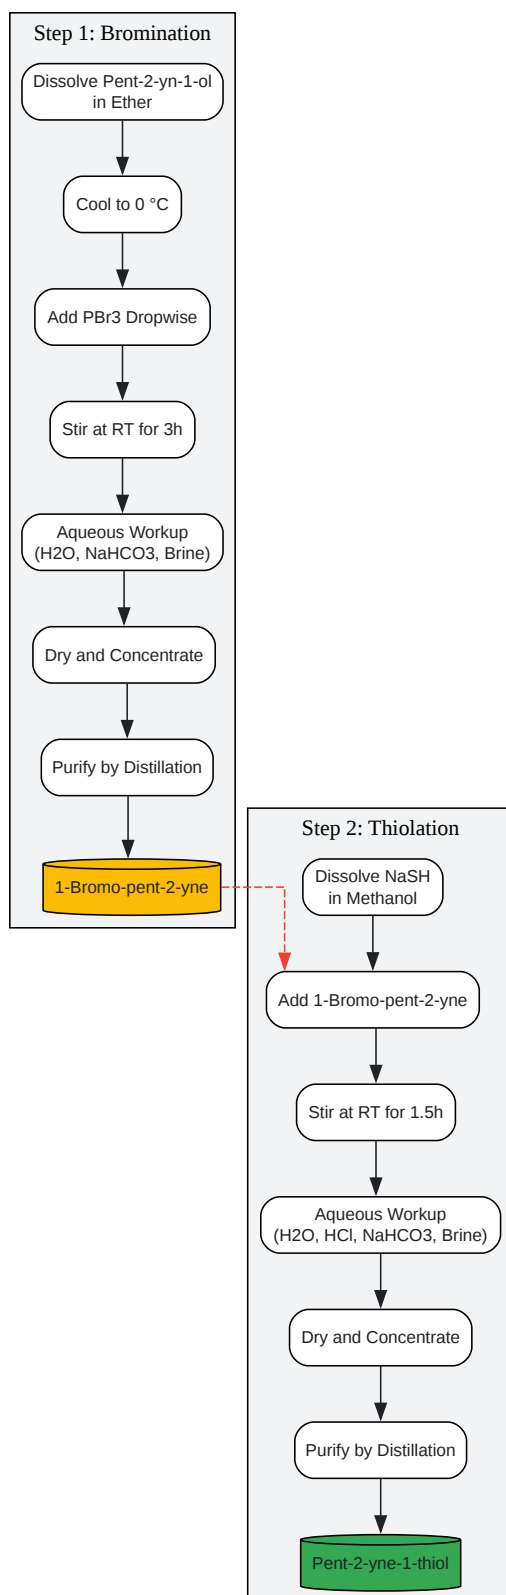 Step 1: Bromination
Dissolve Pent-2-yn-1-ol
in Ether
Cool to 0 °C
Add PBr3 Dropwise
Stir at RT for 3h
Aqueous Workup
(H2O, NaHCO3, Brine)
Dry and Concentrate
Purify by Distillation
1-Bromo-pent-2-yne
Step 2: Thiolation
Dissolve NaSH
in Methanol
Add 1-Bromo-pent-2-yne
Stir at RT for 1.5h
Aqueous Workup
(H2O, HCl, NaHCO3, Brine)
Dry and Concentrate
Purify by Distillation
Pent-2-yne-1-thiol